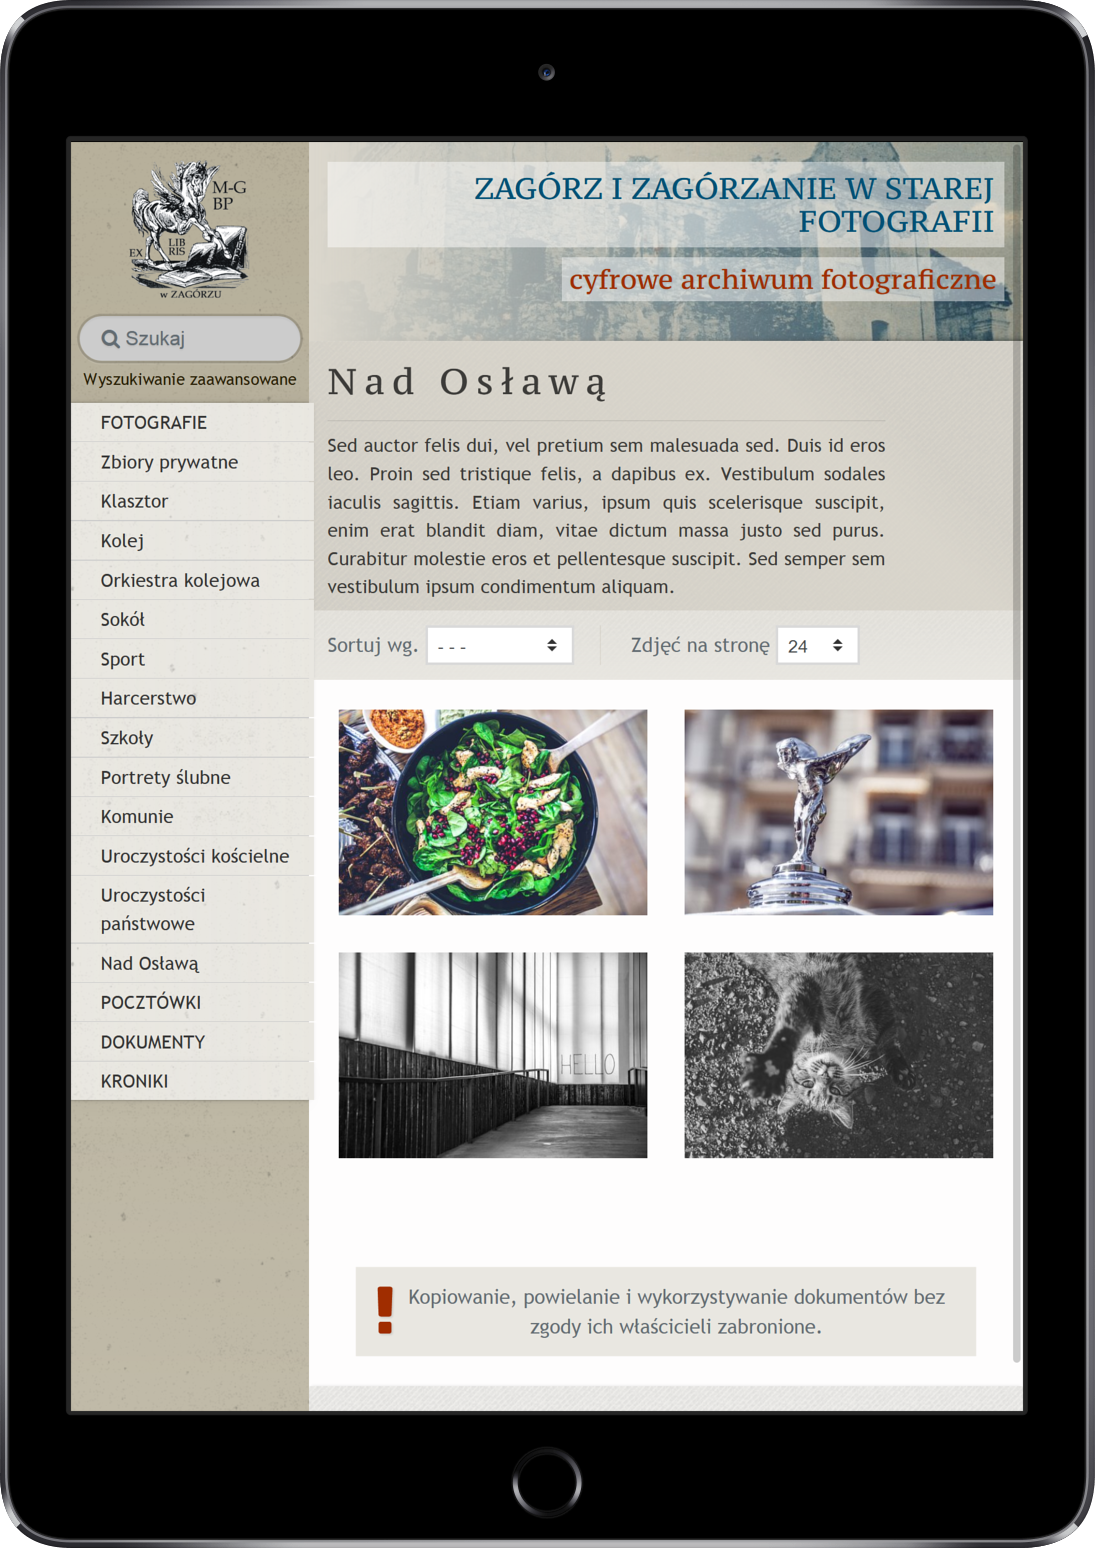 M-G
BP
EX
LIB
RIS
w ZAGÓRZU
Szukaj
Wyszukiwanie zaawansowane
FOTOGRAFIE
Zbiory prywatne
Klasztor
Kolej
Orkiestra kolejowa
Sokół
Sport
Harcerstwo
Szkoły
Portrety ślubne
Komunie
Uroczystości kościelne
Uroczystości
państwowe
Nad Osławą
POCZTÓWKI
DOKUMENTY
KRONIKI
ZAGÓRZ I ZAGÓRZANIE W STAREJ
FOTOGRAFII
cyfrowe archiwum fotograficzne
Nad Osławą
Sed auctor felis dui, vel pretium sem malesuada sed. Duis id eros
leo. Proin sed tristique felis, a dapibus ex. Vestibulum sodales
iaculis sagittis. Etiam varius, ipsum quis scelerisque suscipit,
enim erat blandit diam, vitae dictum massa justo sed purus.
Curabitur molestie eros et pellentesque suscipit. Sed semper sem
vestibulum ipsum condimentum aliquam.
Sortuj wg. - - - Zdjęć na stronę 24
HELLO
! Kopiowanie, powielanie i wykorzystywanie dokumentów bez
zgody ich właścicieli zabronione.